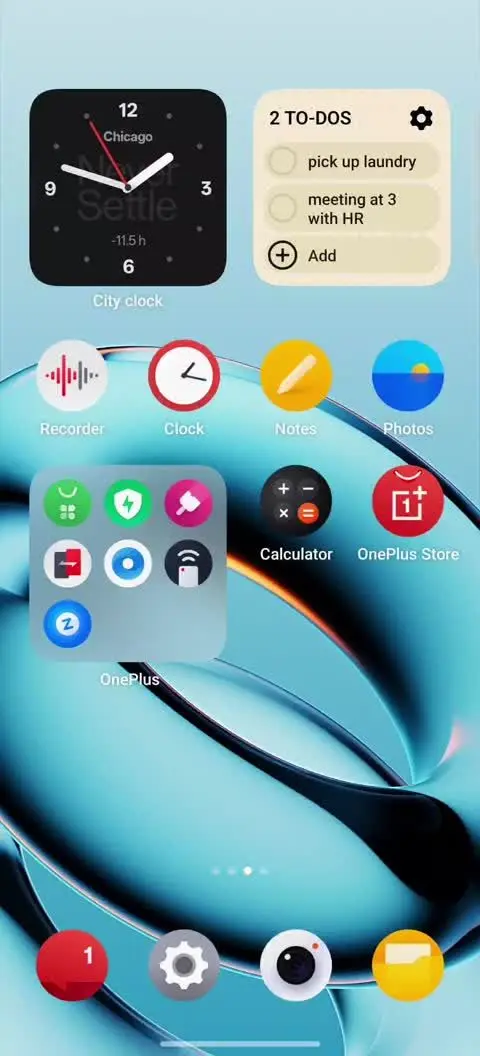 12
Chicago
9
3
Never
Settle
-11.5 h
6
City clock
2 TO-DOS
pick up laundry
meeting at 3
with HR
Add
Recorder
Clock
Notes
Photos
Calculator
1
OnePlus Store
Z
OnePlus
1